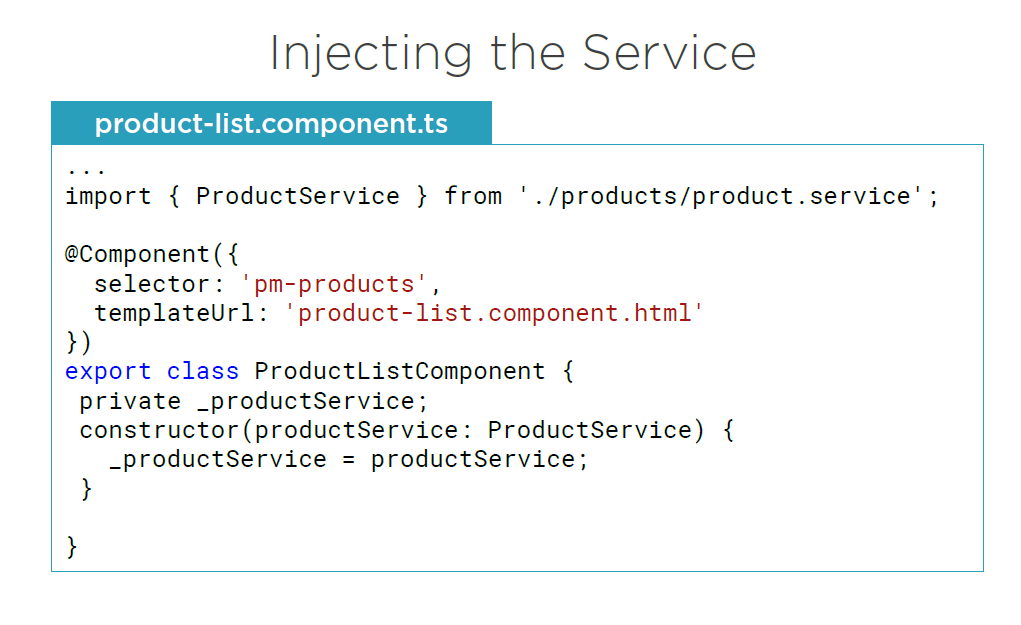 Injecting the Service
product-list.component.ts
...
import { ProductService } from './products/product.service';
@Component({
selector: 'pm-products',
templateUrl: 'product-list.component.html'
})
export class ProductListComponent {
private _productService;
constructor(productService: ProductService) {
_productService = productService;
}
}